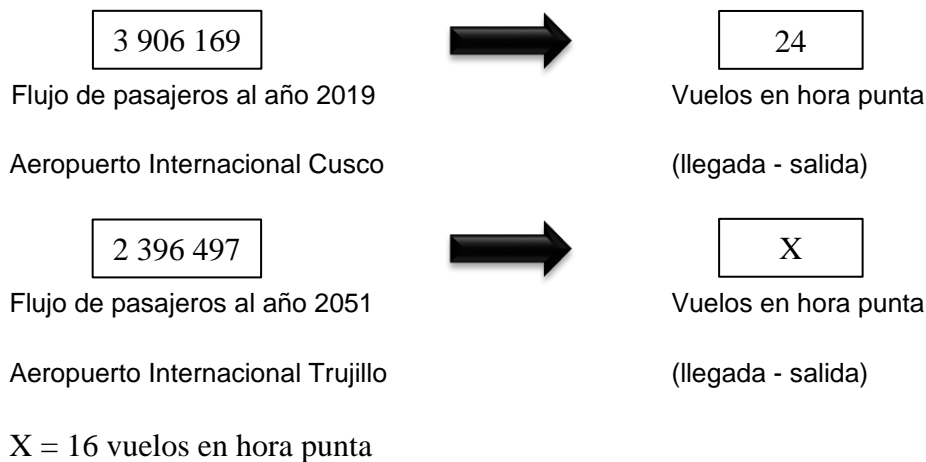 3 906 169 24
Flujo de pasajeros al año 2019 Vuelos en hora punta
Aeropuerto Internacional Cusco (llegada - salida)
2 396 497 X
Flujo de pasajeros al año 2051 Vuelos en hora punta
Aeropuerto Internacional Trujillo (llegada - salida)
X = 16 vuelos en hora punta